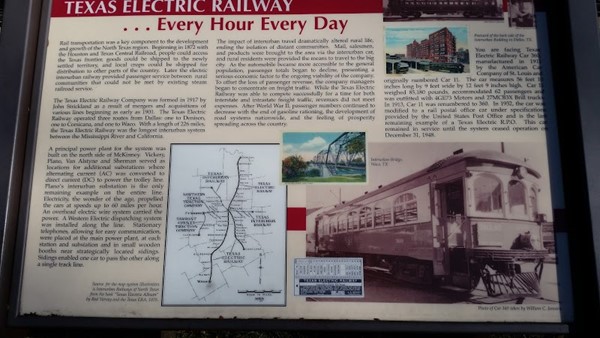 TEXAS ELECTRIC RAILWAY
. . . Every Hour Every Day
Rail transportation was a key component to the development
and growth of the North Texas region. Beginning in 1873 with
the Houston and Texas Central Railroad, people could access
the Texas frontier, goods could be shipped to the newly
settled territory, and local crops could be shipped for
distribution to other parts of the country. Later the electric
interurban railway provided passenger service between rural
communities that could not be met by existing steam
railroad service.
The Texas Electric Railway Company was formed in 1917 by
John Strickland as a result of mergers and acquisitions of
various lines beginning as early as 1901. The Texas Electric
Railway operated three routes from Dallas: one to Denison,
one to Corsicana, and one to Waco. With a length of 226 miles,
the Texas Electric Railway was the longest interurban system
between the Mississippi River and California.
A principal power plant for the system was
built on the north side of McKinney. Vickery,
Plano, Van Alstyne and Sherman served as
locations for additional substations where
alternating current (AC) was converted to
direct current (DC) to power the trolley line.
Plano's interurban substation is the only
remaining example on the entire line.
Electricity, the wonder of the age, propelled
the cars at speeds up to 60 miles per hour.
An overhead electric wire system carried the
power. A Western Electric dispatching system
was installed along the line. Stationary
telephones, allowing for easy communication,
were placed at the main power plant, at each
station and substation and in small wooden
booths near strategically located sidings.
Sidings enabled one car to pass the other along
a single track line.
The impact of interurban travel dramatically altered rural life,
ending the isolation of distant communities. Mail, salesmen,
and products were brought to the area via the interurban car,
and rural residents were provided the means to travel to the big
city. As the automobile became more accessible to the general
population, passenger totals began to decline, presenting a
serious economic factor to the ongoing viability of the company.
To offset the loss of passenger revenue, the company managers
began to concentrate on freight traffic. While the Texas Electric
Railway was able to compete successfully for a time for both
interstate and intrastate freight traffic, revenues did not meet
expenses. After World War II, passenger numbers continued to
decline with the end of gasoline rationing, the development of
road systems nationwide, and the feeling of prosperity
spreading across the country.
You are facing Texas
Electric Railway Car 360,
manufactured in 1911
by the American Car
Company of St. Louis and
originally numbered Car 11. The car measures 54 feet 10
inches long by 9 feet wide by 12 feet 9 inches high. Car 11
weighed 83,180 pounds, accommodated 62 passengers and
was outfitted with
In 1913, Car 11 was renumbered to 360. In 1932, the car was
modified to a rail postal office car under specifications
provided by the United States Post Office and is the last
remaining example of a Texas Electric R.P.O. This car
remained in service until the system ceased operation on
December 31, 1948.
Interurban Bridge,
Waco, TX
TEXAS ELECTRIC RAILWAY